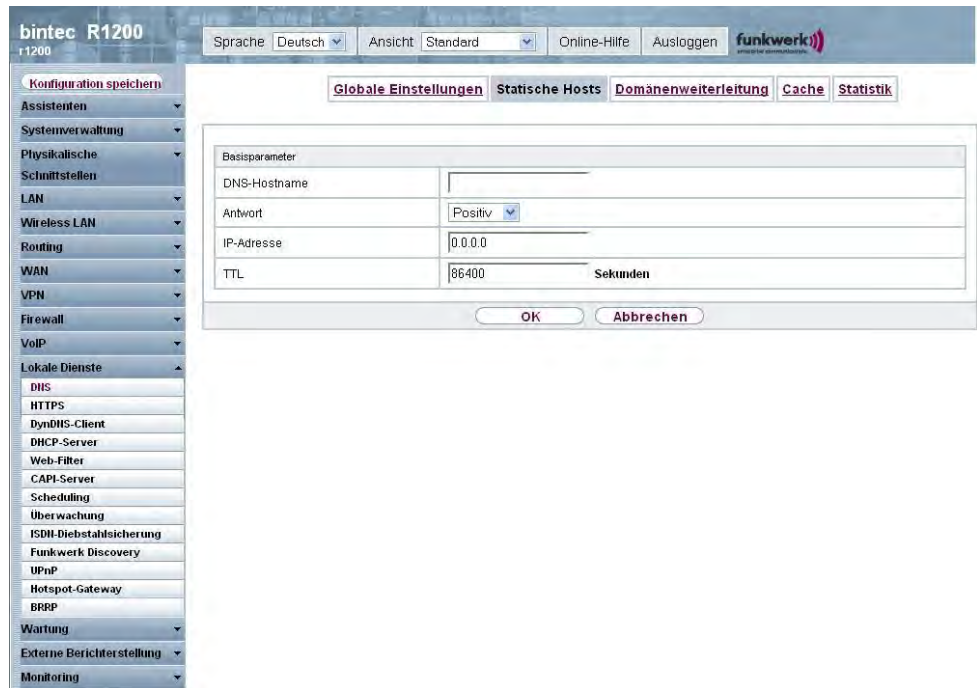 bintec R1200
r1200
Sprache Deutsch Ansicht Standard Online-Hilfe Ausloggen funkwerk
Konfiguration speichern
Assistenten
Systemverwaltung
Physikalische
Schnittstellen
LAN
Wireless LAN
Routing
WAN
VPN
Firewall
VoIP
Lokale Dienste
DNS
HTTPS
DynDNS-Client
DHCP-Server
Web-Filter
CAPI-Server
Scheduling
Überwachung
ISDN-Diebstahlsicherung
Funkwerk Discovery
UPnP
Hotspot-Gateway
BRRP
Wartung
Externe Berichterstellung
Monitoring
Globale Einstellungen Statische Hosts Domänenweiterleitung Cache Statistik
Basisparameter
DNS-Hostname
Antwort Positiv
IP-Adresse 0.0.0.0
TTL 86400 Sekunden
OK Abbrechen